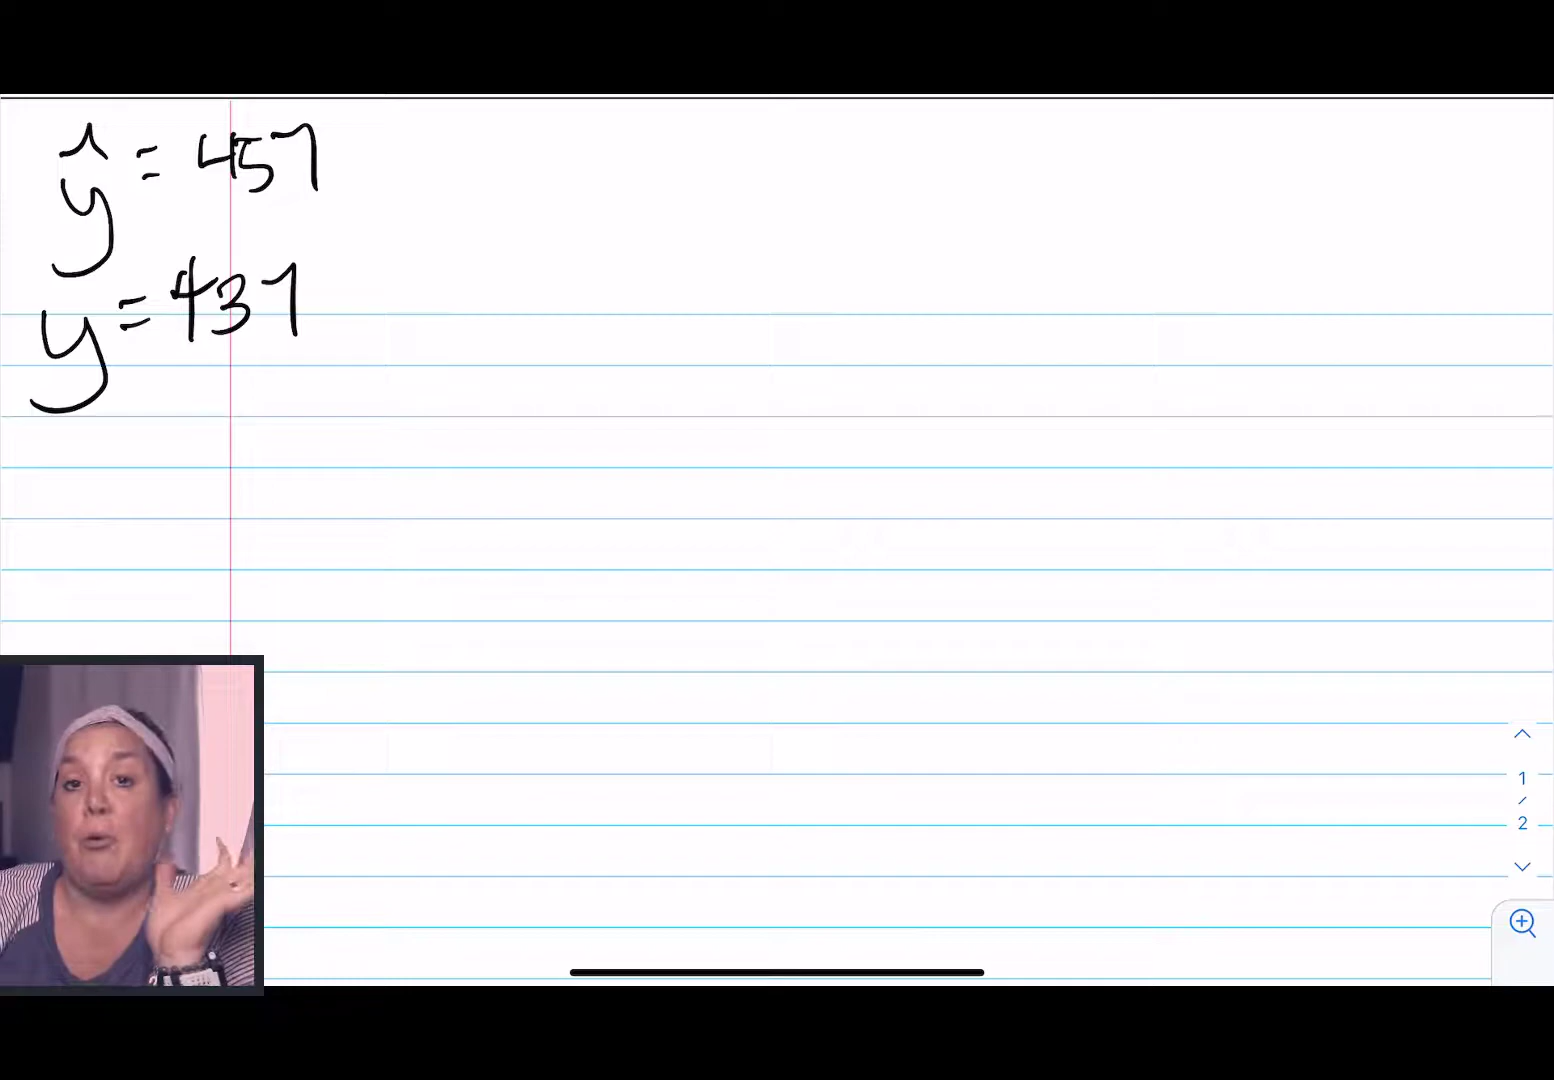 ŷ = 457
y = 437
1
/
2